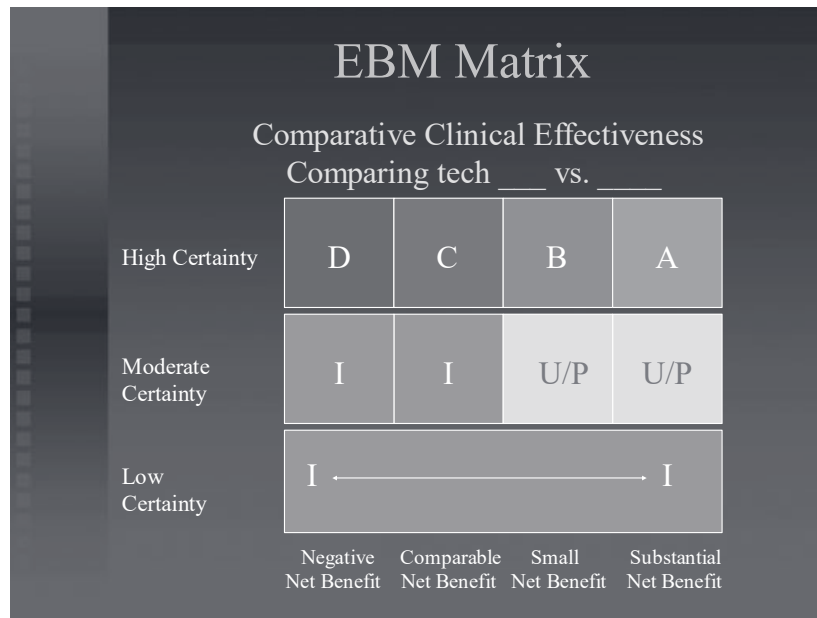 EBM Matrix
Comparative Clinical Effectiveness
Comparing tech ___ vs. ____
High Certainty
D C B A
Moderate
Certainty
I I U/P U/P
Low
Certainty
I I
Negative
Net Benefit
Comparable
Net Benefit
Small
Net Benefit
Substantial
Net Benefit